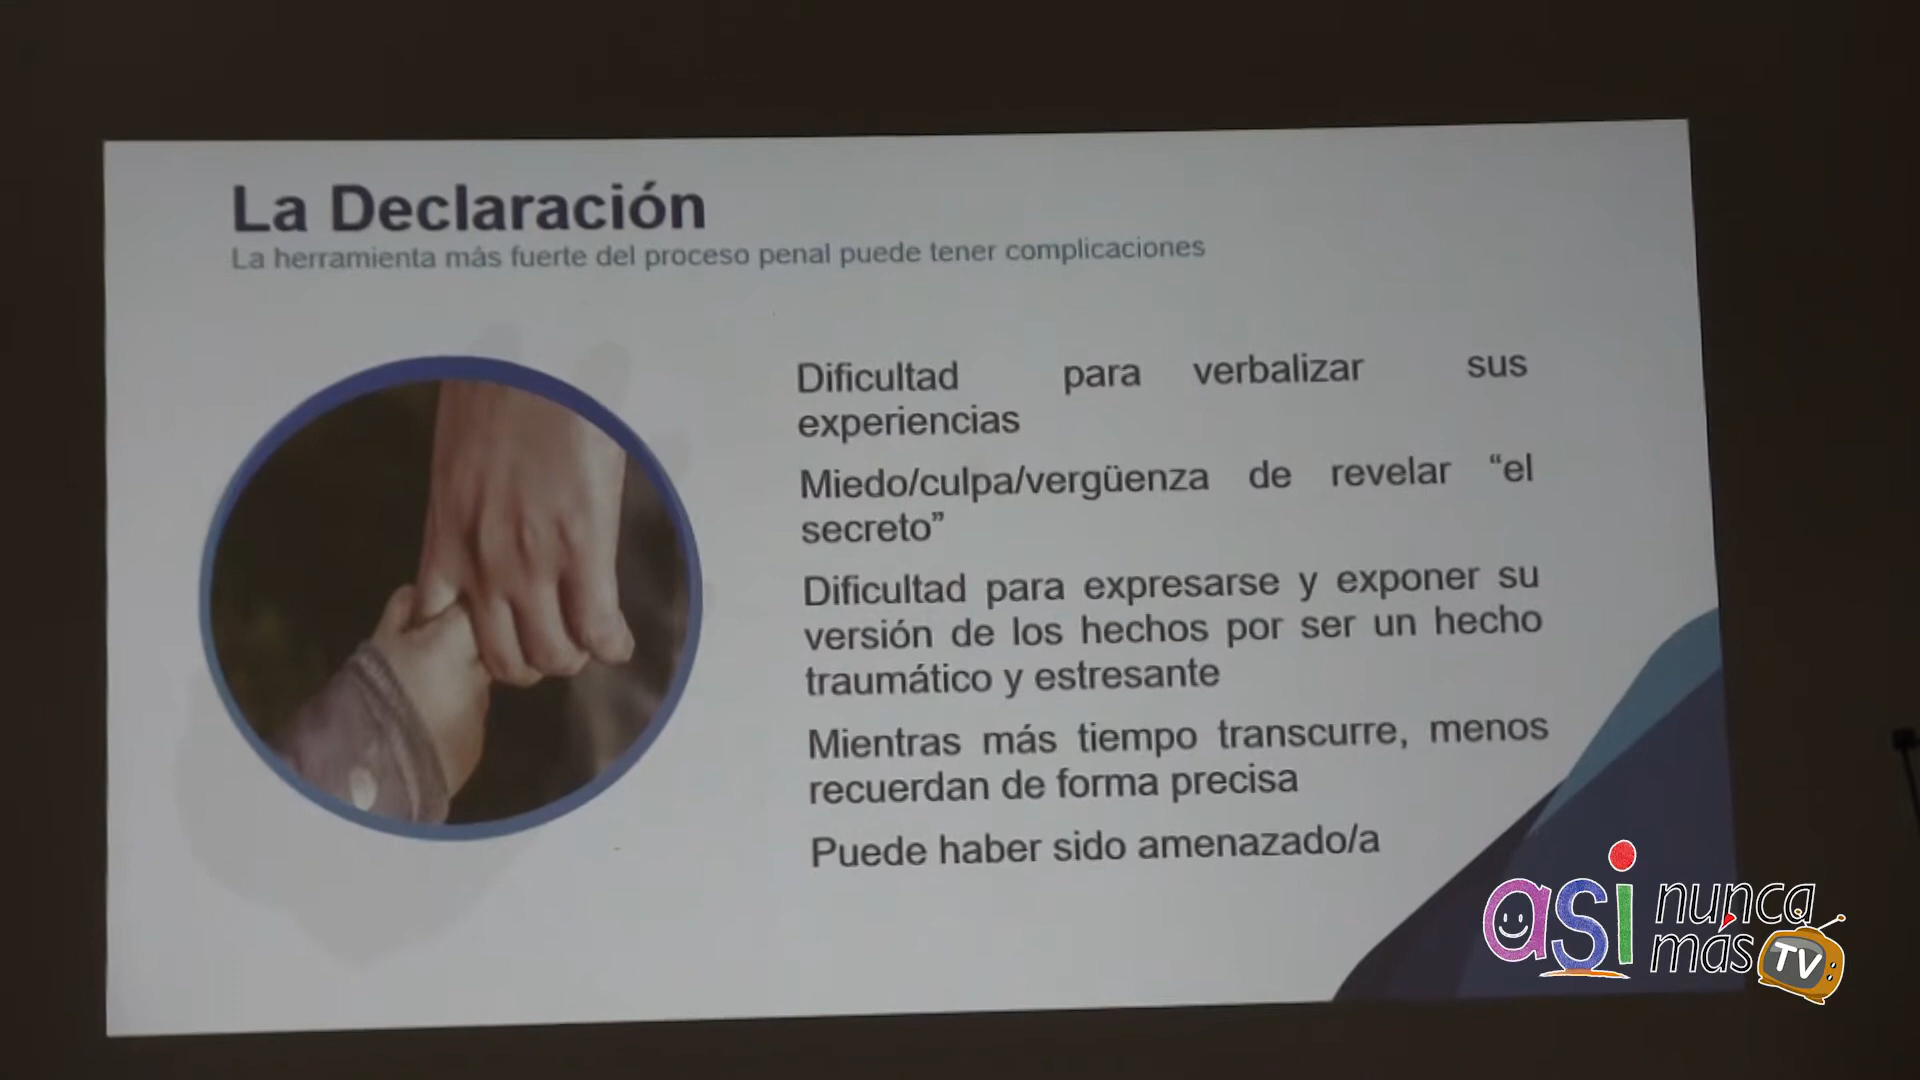 La Declaración
La herramienta más fuerte del proceso penal puede tener complicaciones
Dificultad para verbalizar sus
experiencias
Miedo/culpa/vergüenza de revelar “el
secreto”
Dificultad para expresarse y exponer su
versión de los hechos por ser un hecho
traumático y estresante
Mientras más tiempo transcurre, menos
recuerdan de forma precisa
Puede haber sido amenazado/a
asi nunca
más TV